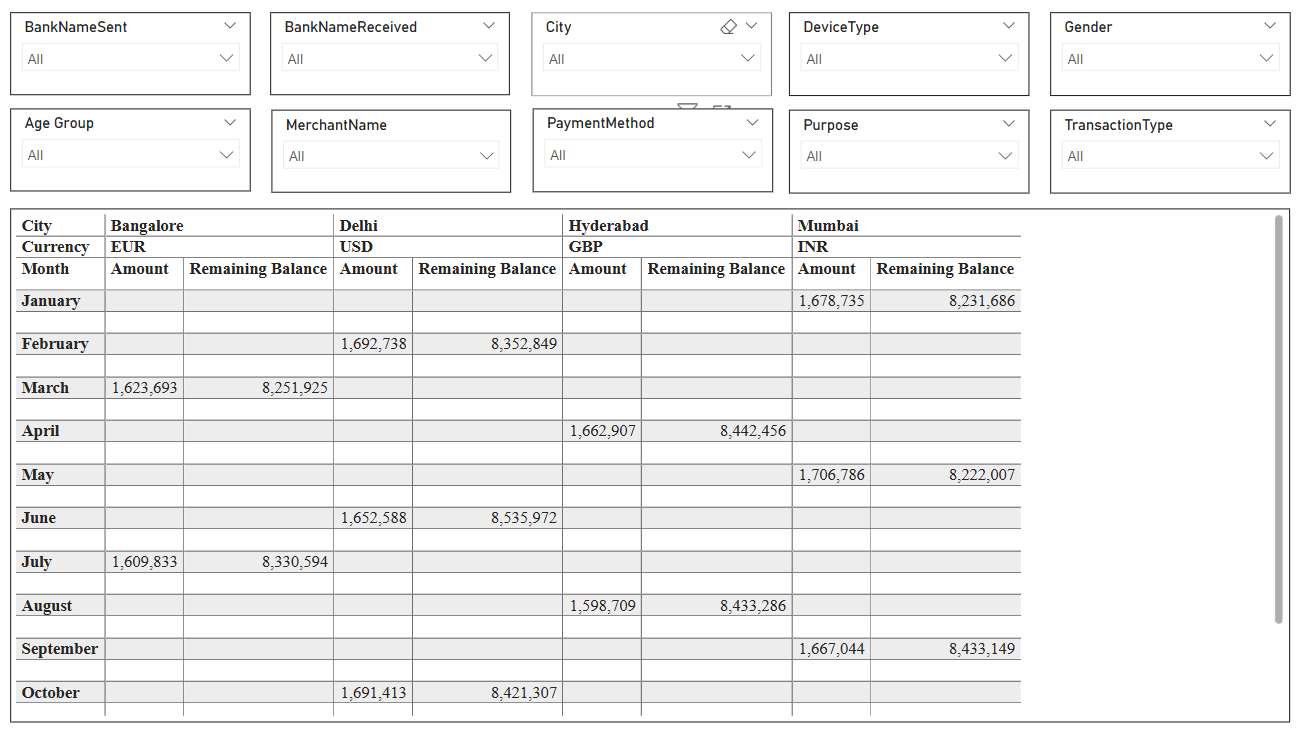 BankNameSent BankNameReceived City DeviceType Gender
All All All All All
Age Group MerchantName PaymentMethod Purpose TransactionType
All All All All All
City Bangalore Delhi Hyderabad Mumbai
Currency EUR USD GBP INR
Month Amount Remaining Balance Amount Remaining Balance Amount Remaining Balance Amount Remaining Balance
January 1,678,735 8,231,686
February 1,692,738 8,352,849
March 1,623,693 8,251,925
April 1,662,907 8,442,456
May 1,706,786 8,222,007
June 1,652,588 8,535,972
July 1,609,833 8,330,594
August 1,598,709 8,433,286
September 1,667,044 8,433,149
October 1,691,413 8,421,307